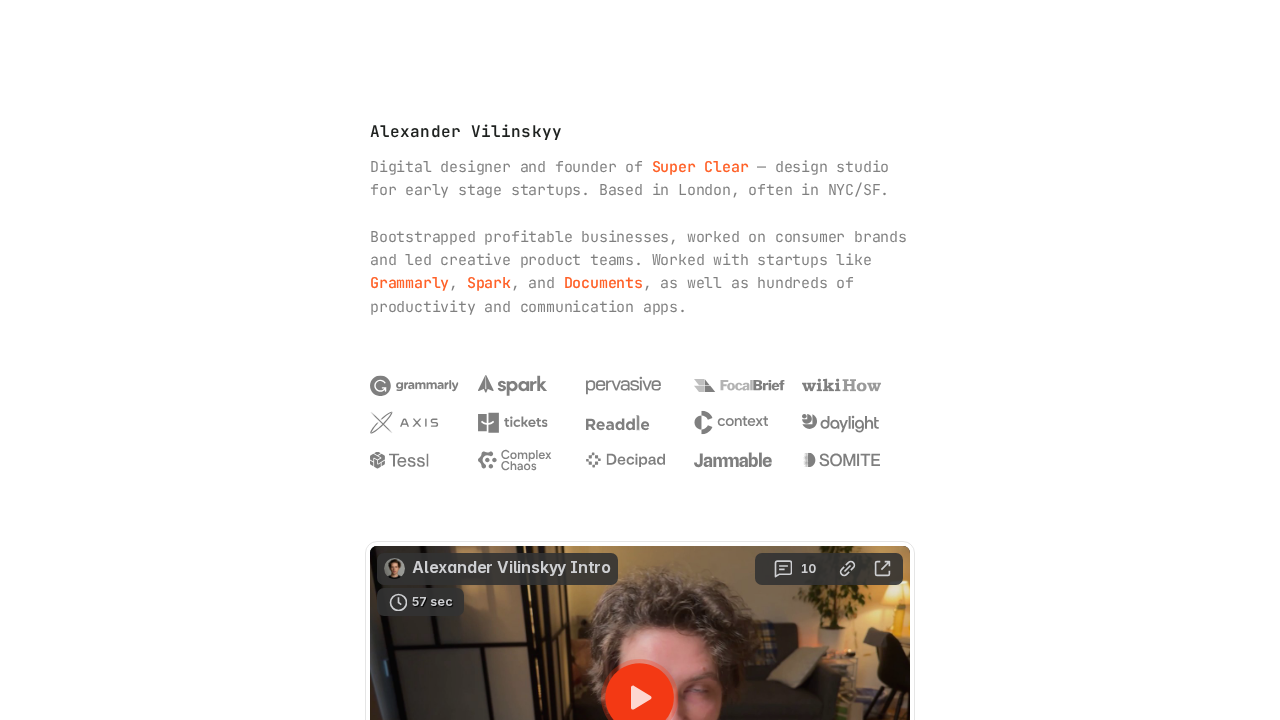 Alexander Vilinskyy
Digital designer and founder of Super Clear — design studio
for early stage startups. Based in London, often in NYC/SF.
Bootstrapped profitable businesses, worked on consumer brands
and led creative product teams. Worked with startups like
Grammarly, Spark, and Documents, as well as hundreds of
productivity and communication apps.
grammarly spark pervasive FocalBrief wikiHow
AXIS tickets Readdle context daylight
Tessl Complex Chaos Decipad Jammable SOMITE
Alexander Vilinskyy Intro 10
57 sec